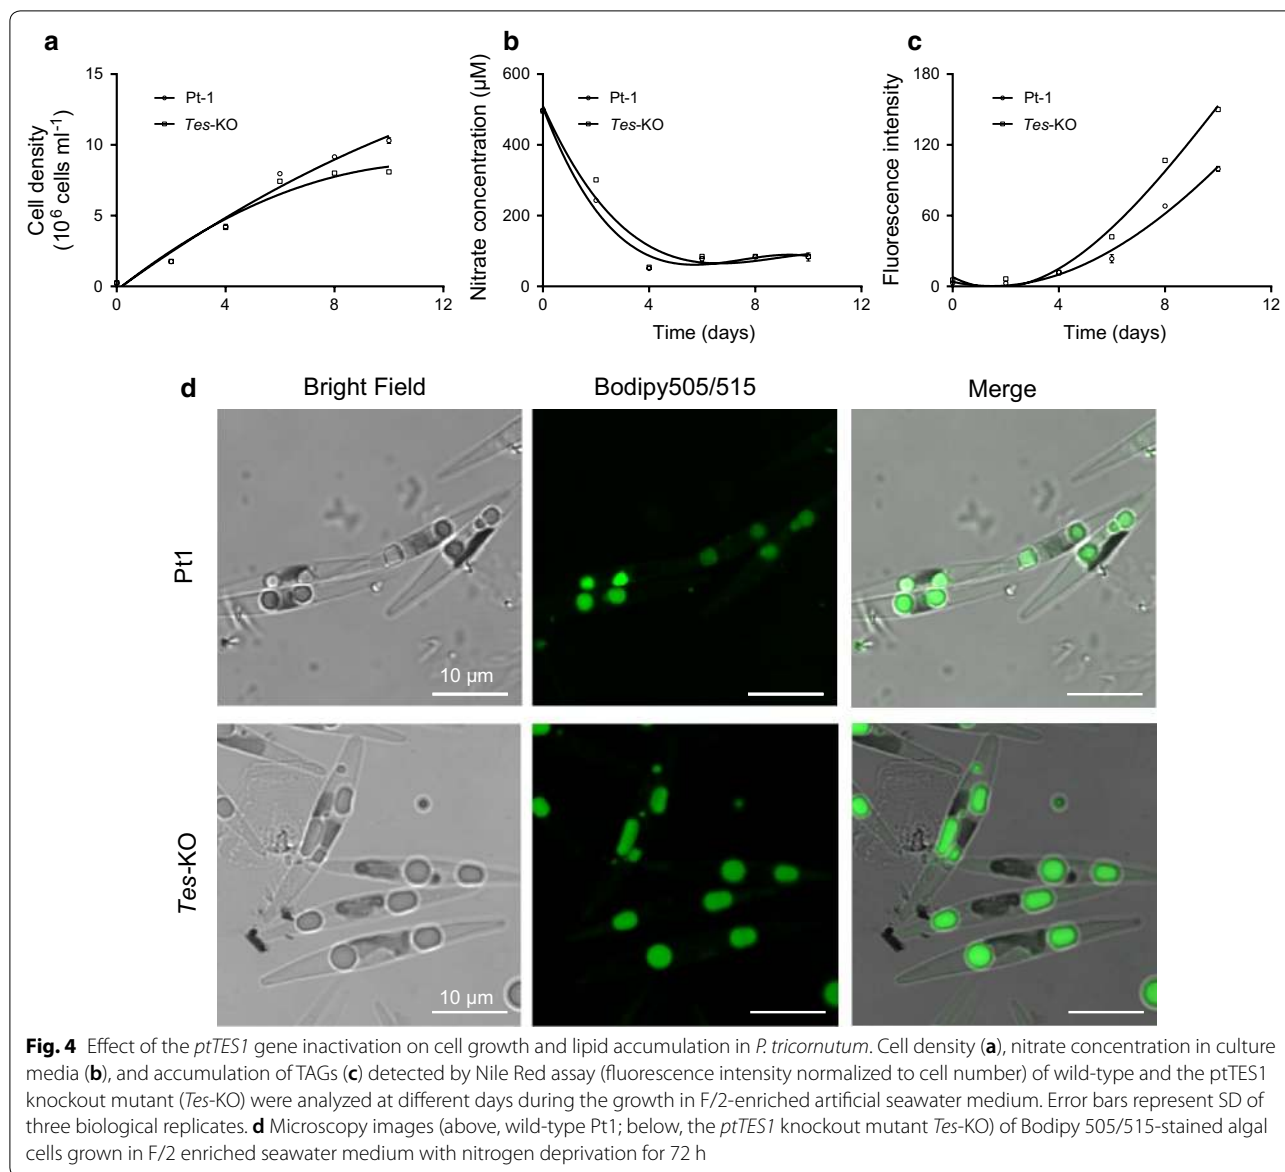 a
15
10
5
0
0
4
8
12
Cell density
(10⁶ cells ml⁻¹)
Pt-1
Tes-KO
b
600
400
200
0
0
4
8
12
Nitrate concentration (µM)
Time (days)
Pt-1
Tes-KO
c
180
120
60
0
0
4
8
12
Fluorescence intensity
Time (days)
Pt-1
Tes-KO
d
Bright Field
Bodipy505/515
Merge
Pt1
10 µm
Tes-KO
10 µm
Fig. 4 Effect of the ptTES1 gene inactivation on cell growth and lipid accumulation in P. tricornutum. Cell density (a), nitrate concentration in culture
media (b), and accumulation of TAGs (c) detected by Nile Red assay (fluorescence intensity normalized to cell number) of wild-type and the ptTES1
knockout mutant (Tes-KO) were analyzed at different days during the growth in F/2-enriched artificial seawater medium. Error bars represent SD of
three biological replicates. d Microscopy images (above, wild-type Pt1; below, the ptTES1 knockout mutant Tes-KO) of Bodipy 505/515-stained algal
cells grown in F/2 enriched seawater medium with nitrogen deprivation for 72 h